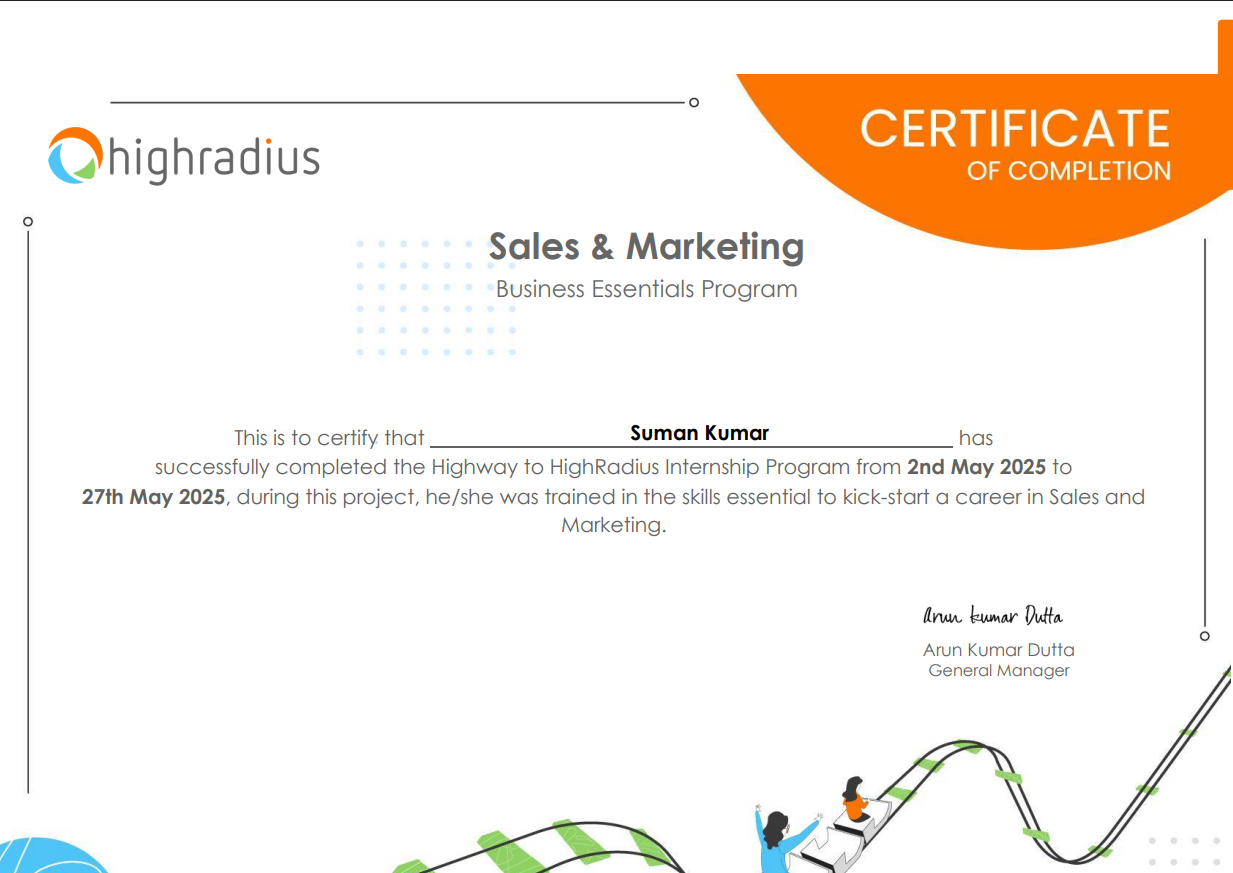 highradius
CERTIFICATE
OF COMPLETION
Sales & Marketing
Business Essentials Program
This is to certify that Suman Kumar has
successfully completed the Highway to HighRadius Internship Program from 2nd May 2025 to
27th May 2025, during this project, he/she was trained in the skills essential to kick-start a career in Sales and
Marketing.
Arun kumar Dutta
Arun Kumar Dutta
General Manager